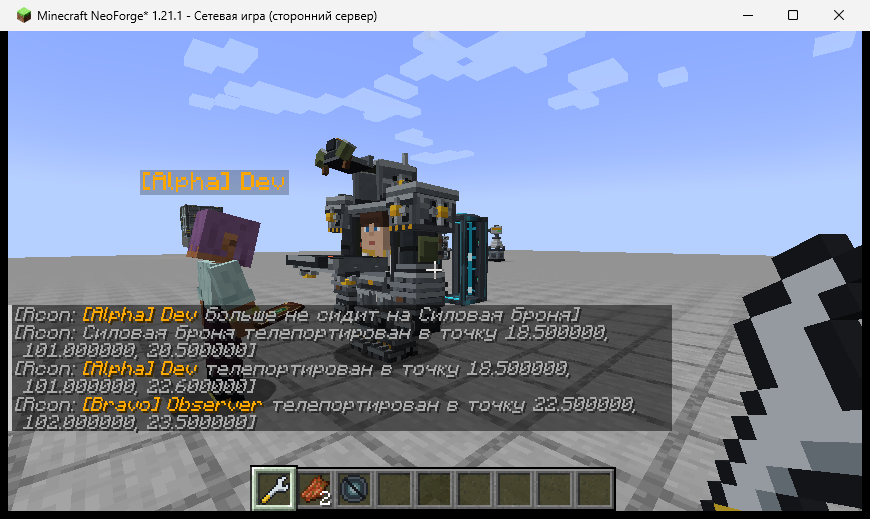 Minecraft NeoForge* 1.21.1 - Сетевая игра (сторонний сервер)
[Alpha] Dev
[Rcon: [Alpha] Dev больше не сидит на Силовая броня]
[Rcon: Силовая броня телепортирован в точку 18.500000,
101.000000, 20.500000]
[Rcon: [Alpha] Dev телепортирован в точку 18.500000,
101.000000, 22.600000]
[Rcon: [Bravo] Observer телепортирован в точку 22.500000,
102.000000, 23.500000]
2